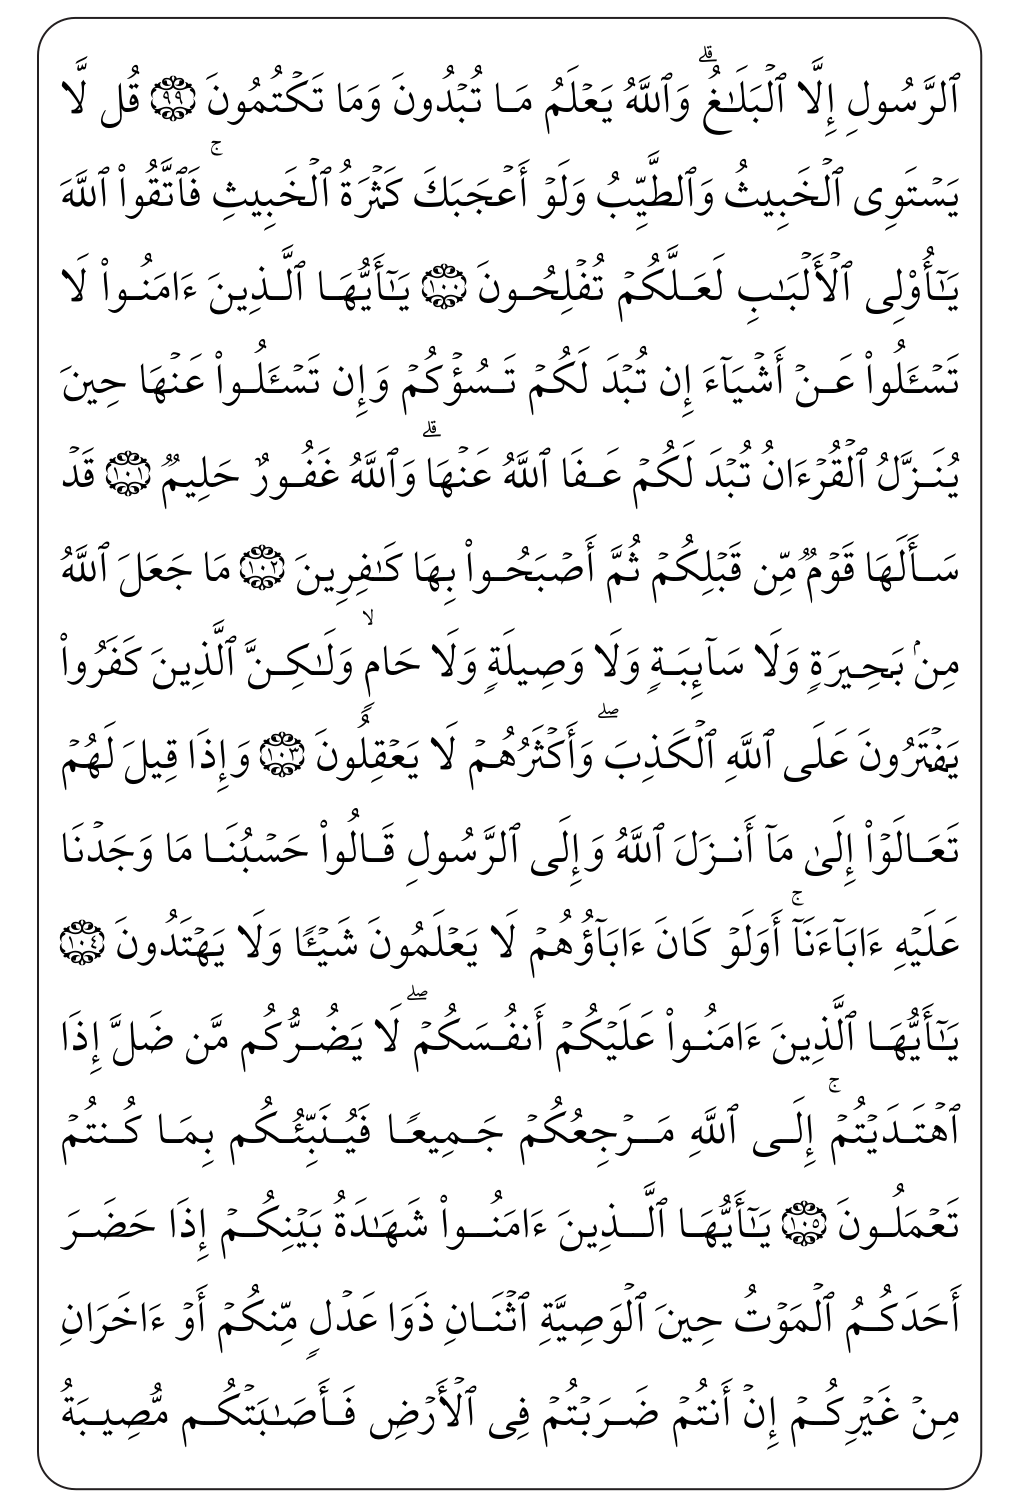 ٱلرَّسُولِ إِلَّا ٱلۡبَلَٰغُۗ وَٱللَّهُ يَعۡلَمُ مَا تُبۡدُونَ وَمَا تَكۡتُمُونَ ٩٩ قُل لَّا
يَسۡتَوِى ٱلۡخَبِيثُ وَٱلطَّيِّبُ وَلَوۡ أَعۡجَبَكَ كَثۡرَةُ ٱلۡخَبِيثِۚ فَٱتَّقُوا۟ ٱللَّهَ
يَٰٓأُو۟لِى ٱلۡأَلۡبَٰبِ لَعَلَّكُمۡ تُفۡلِحُونَ ١٠٠ يَٰٓأَيُّهَا ٱلَّذِينَ ءَامَنُوا۟ لَا
تَسۡـَٔلُوا۟ عَنۡ أَشۡيَآءَ إِن تُبۡدَ لَكُمۡ تَسُؤۡكُمۡ وَإِن تَسۡـَٔلُوا۟ عَنۡهَا حِينَ
يُنَزَّلُ ٱلۡقُرۡءَانُ تُبۡدَ لَكُمۡ عَفَا ٱللَّهُ عَنۡهَاۗ وَٱللَّهُ غَفُورٌ حَلِيمٌ ١٠١ قَدۡ
سَأَلَهَا قَوۡمٌ مِّن قَبۡلِكُمۡ ثُمَّ أَصۡبَحُوا۟ بِهَا كَٰفِرِينَ ١٠٢ مَا جَعَلَ ٱللَّهُ
مِنۢ بَحِيرَةٍ وَلَا سَآئِبَةٍ وَلَا وَصِيلَةٍ وَلَا حَامٍۙ وَلَٰكِنَّ ٱلَّذِينَ كَفَرُوا۟
يَفۡتَرُونَ عَلَى ٱللَّهِ ٱلۡكَذِبَۖ وَأَكۡثَرُهُمۡ لَا يَعۡقِلُونَ ١٠٣ وَإِذَا قِيلَ لَهُمۡ
تَعَالَوۡا۟ إِلَىٰ مَآ أَنزَلَ ٱللَّهُ وَإِلَى ٱلرَّسُولِ قَالُوا۟ حَسۡبُنَا مَا وَجَدۡنَا
عَلَيۡهِ ءَابَآءَنَآۚ أَوَلَوۡ كَانَ ءَابَآؤُهُمۡ لَا يَعۡلَمُونَ شَيۡـًٔا وَلَا يَهۡتَدُونَ ١٠٤
يَٰٓأَيُّهَا ٱلَّذِينَ ءَامَنُوا۟ عَلَيۡكُمۡ أَنفُسَكُمۡۖ لَا يَضُرُّكُم مَّن ضَلَّ إِذَا
ٱهۡتَدَيۡتُمۡۚ إِلَى ٱللَّهِ مَرۡجِعُكُمۡ جَمِيعًا فَيُنَبِّئُكُم بِمَا كُنتُمۡ
تَعۡمَلُونَ ١٠٥ يَٰٓأَيُّهَا ٱلَّذِينَ ءَامَنُوا۟ شَهَٰدَةُ بَيۡنِكُمۡ إِذَا حَضَرَ
أَحَدَكُمُ ٱلۡمَوۡتُ حِينَ ٱلۡوَصِيَّةِ ٱثۡنَانِ ذَوَا عَدۡلٍ مِّنكُمۡ أَوۡ ءَاخَرَانِ
مِنۡ غَيۡرِكُمۡ إِنۡ أَنتُمۡ ضَرَبۡتُمۡ فِى ٱلۡأَرۡضِ فَأَصَٰبَتۡكُم مُّصِيبَةُ